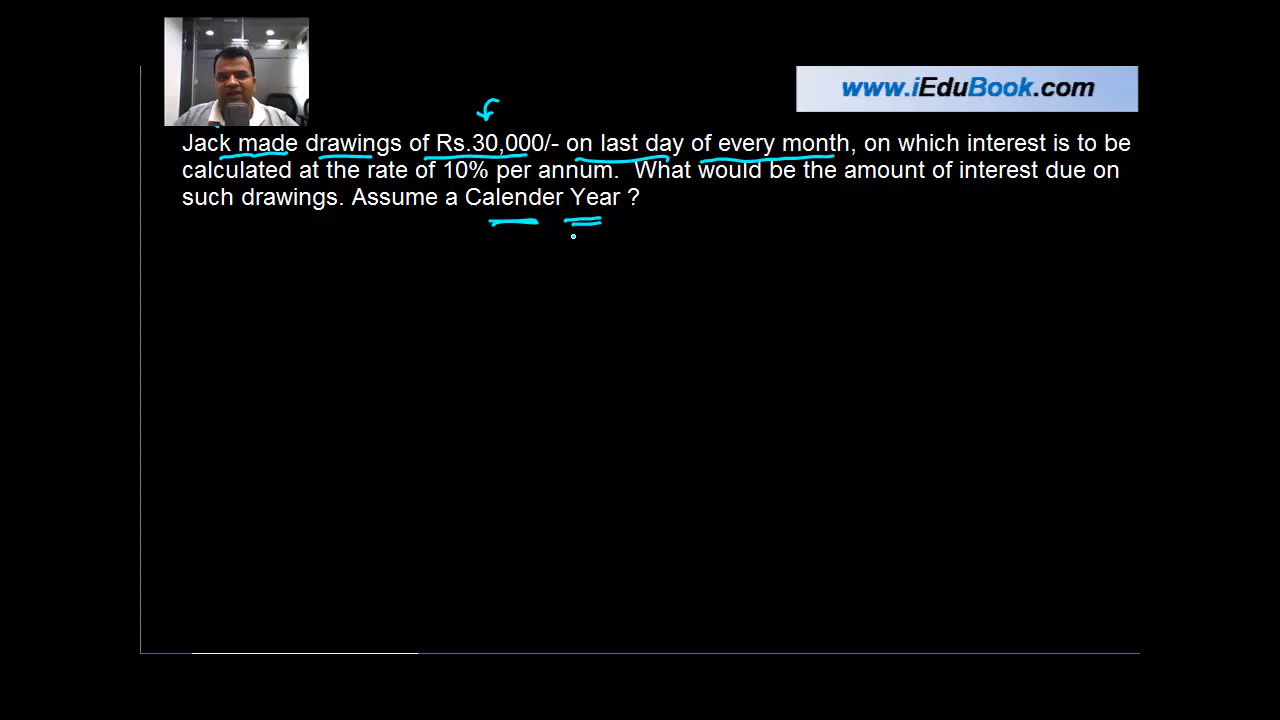 www.iEduBook.com
Jack made drawings of Rs.30,000/- on last day of every month, on which interest is to be
calculated at the rate of 10% per annum.  What would be the amount of interest due on
such drawings. Assume a Calender Year ?